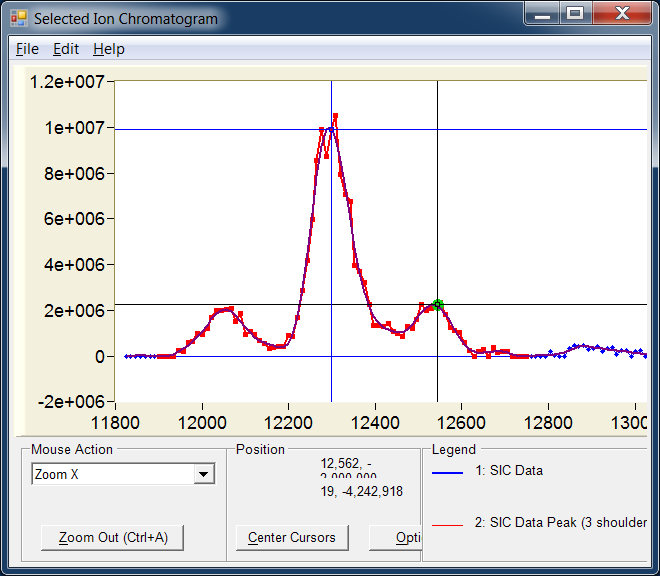 Selected Ion Chromatogram
File Edit Help
1.2e+007
1e+007
8e+006
6e+006
4e+006
2e+006
0
-2e+006
11800 12000 12200 12400 12600 12800 1300
Mouse Action
Zoom X
Zoom Out (Ctrl+A)
Position
12,562, -
19, -4,242,918
Center Cursors
Opti
Legend
1: SIC Data
2: SIC Data Peak (3 shoulder